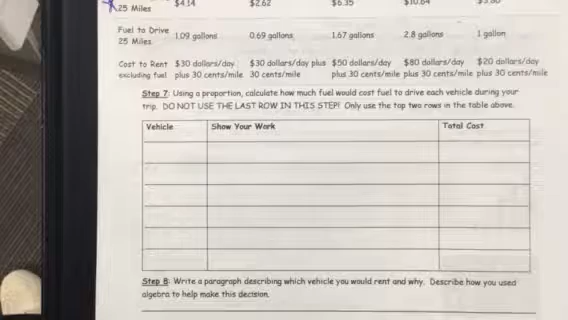 25 Miles $4.14 $2.62 $6.35 $10.64
Fuel to Drive 1.09 gallons 0.69 gallons 1.67 gallons 2.8 gallons 1 gallon
25 Miles
Cost to Rent $30 dollars/day $30 dollars/day plus $50 dollars/day $80 dollars/day $20 dollars/day
excluding fuel plus 30 cents/mile 30 cents/mile plus 30 cents/mile plus 30 cents/mile plus 30 cents/mile
Step 7: Using a proportion, calculate how much fuel would cost fuel to drive each vehicle during your
trip. DO NOT USE THE LAST ROW IN THIS STEP! Only use the top two rows in the table above.
Vehicle Show Your Work Total Cost
Step 8: Write a paragraph describing which vehicle you would rent and why. Describe how you used
algebra to help make this decision.